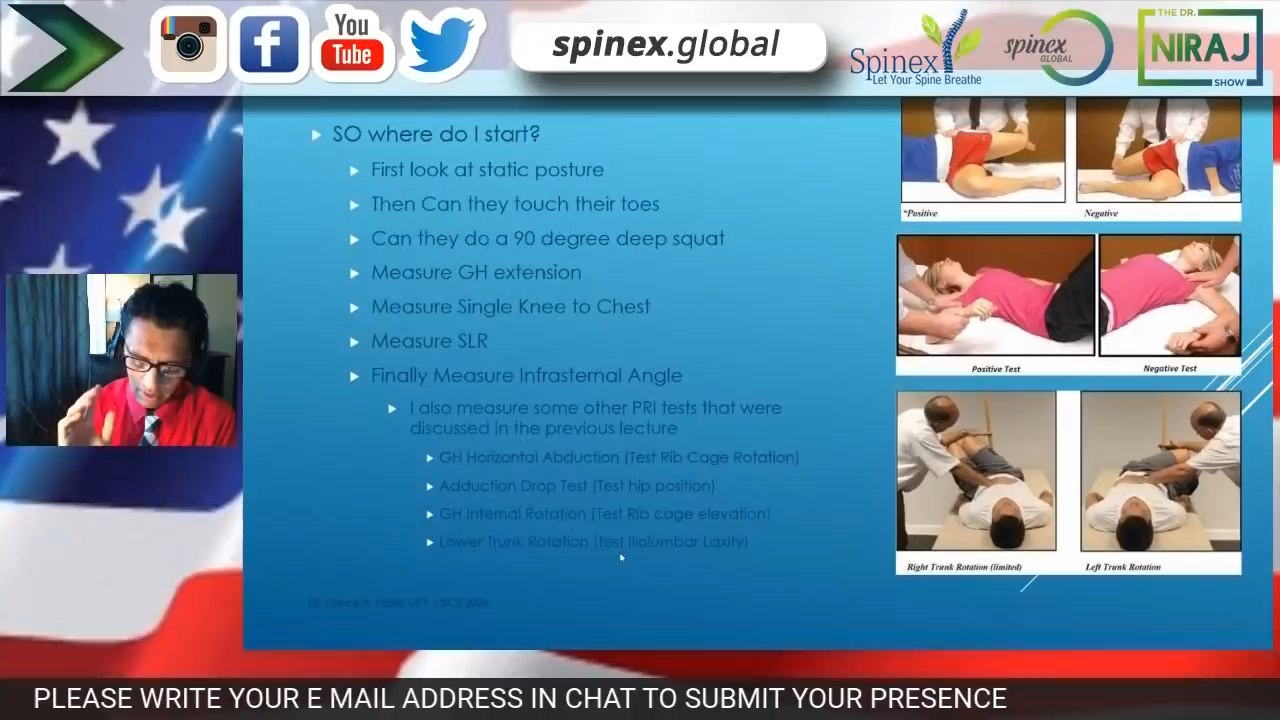 You
Tube
spinex.global
Spinex
Let Your Spine Breathe
spinex
GLOBAL
THE DR.
NIRAJ
SHOW
SO where do I start?
First look at static posture
Then Can they touch their toes
Can they do a 90 degree deep squat
Measure GH extension
Measure Single Knee to Chest
Measure SLR
Finally Measure Infrasternal Angle
I also measure some other PRI tests that were
discussed in the previous lecture
GH Horizontal Abduction (Test Rib Cage Rotation)
Adduction Drop Test (Test hip position)
GH Internal Rotation (Test Rib cage elevation)
Lower Trunk Rotation (test Iliolumbar Laxity)
2020
*Positive
Negative
Positive Test
Negative Test
Right Trunk Rotation (limited)
Left Trunk Rotation
PLEASE WRITE YOUR E MAIL ADDRESS IN CHAT TO SUBMIT YOUR PRESENCE